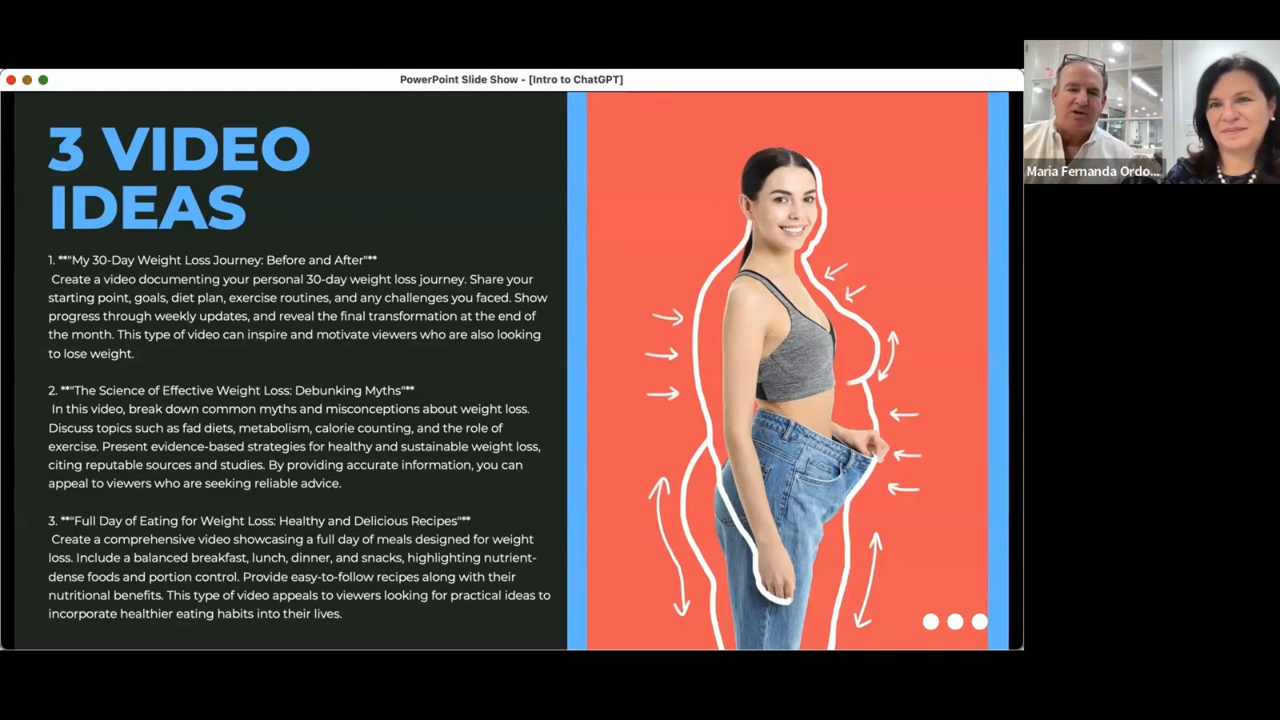 PowerPoint Slide Show - [Intro to ChatGPT]
3 VIDEO
IDEAS
1. **"My 30-Day Weight Loss Journey: Before and After"**
Create a video documenting your personal 30-day weight loss journey. Share your
starting point, goals, diet plan, exercise routines, and any challenges you faced. Show
progress through weekly updates, and reveal the final transformation at the end of
the month. This type of video can inspire and motivate viewers who are also looking
to lose weight.
2. **"The Science of Effective Weight Loss: Debunking Myths"**
In this video, break down common myths and misconceptions about weight loss.
Discuss topics such as fad diets, metabolism, calorie counting, and the role of
exercise. Present evidence-based strategies for healthy and sustainable weight loss,
citing reputable sources and studies. By providing accurate information, you can
appeal to viewers who are seeking reliable advice.
3. **"Full Day of Eating for Weight Loss: Healthy and Delicious Recipes"**
Create a comprehensive video showcasing a full day of meals designed for weight
loss. Include a balanced breakfast, lunch, dinner, and snacks, highlighting nutrient-
dense foods and portion control. Provide easy-to-follow recipes along with their
nutritional benefits. This type of video appeals to viewers looking for practical ideas to
incorporate healthier eating habits into their lives.
Maria Fernanda Ordo...